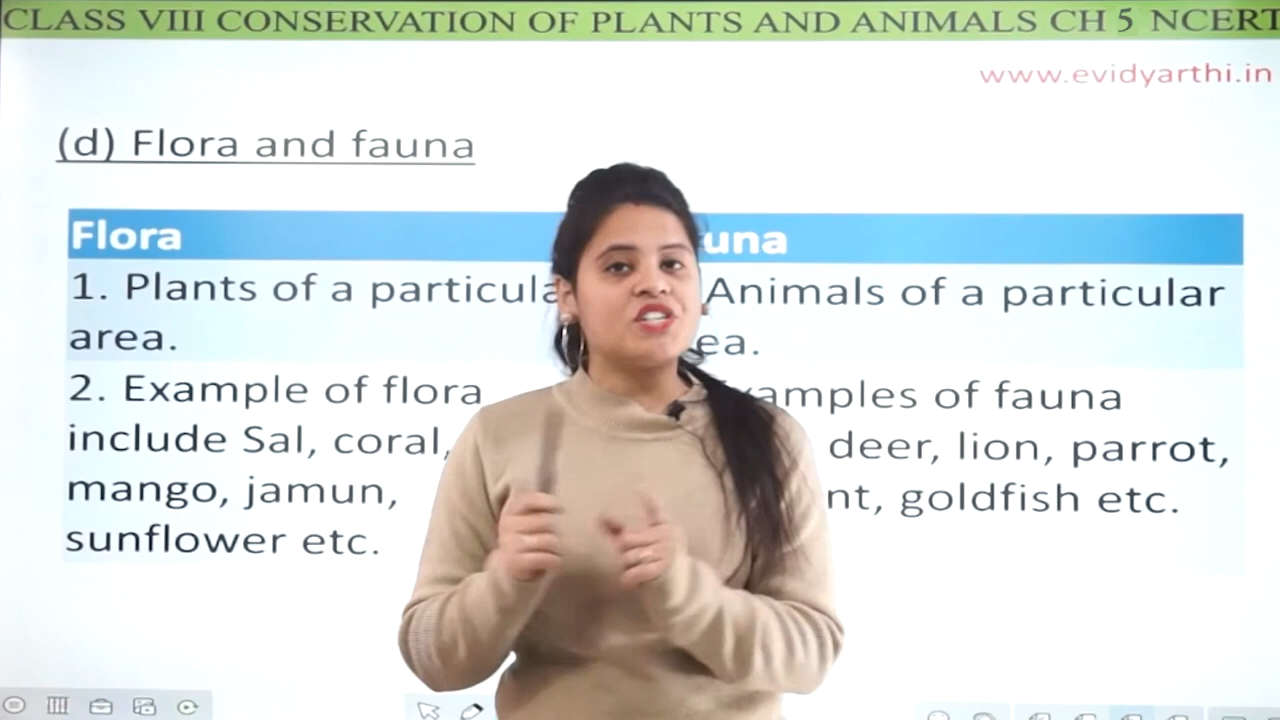 CLASS VIII CONSERVATION OF PLANTS AND ANIMALS CH 5 NCERT
www.evidyarthi.in
(d) Flora and fauna
Flora
una
1. Plants of a particula
area.
Animals of a particular
ea.
2. Example of flora
include Sal, coral,
mango, jamun,
sunflower etc.
xamples of fauna
deer, lion, parrot,
nt, goldfish etc.